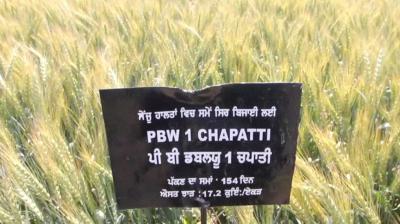 ਸੇਂਜੂ ਹਾਲਤਾਂ ਵਿਚ ਸਮੇਂ ਸਿਰ ਬਿਜਾਈ ਲਈ
PBW 1 CHAPATTI
ਪੀ ਬੀ ਡਬਲਯੂ 1 ਚਪਾਤੀ
ਪੱਕਣ ਦਾ ਸਮਾਂ : 154 ਦਿਨ
ਔਸਤ ਝਾੜ : 17.2 ਕੁਇੰ:/ਏਕੜ